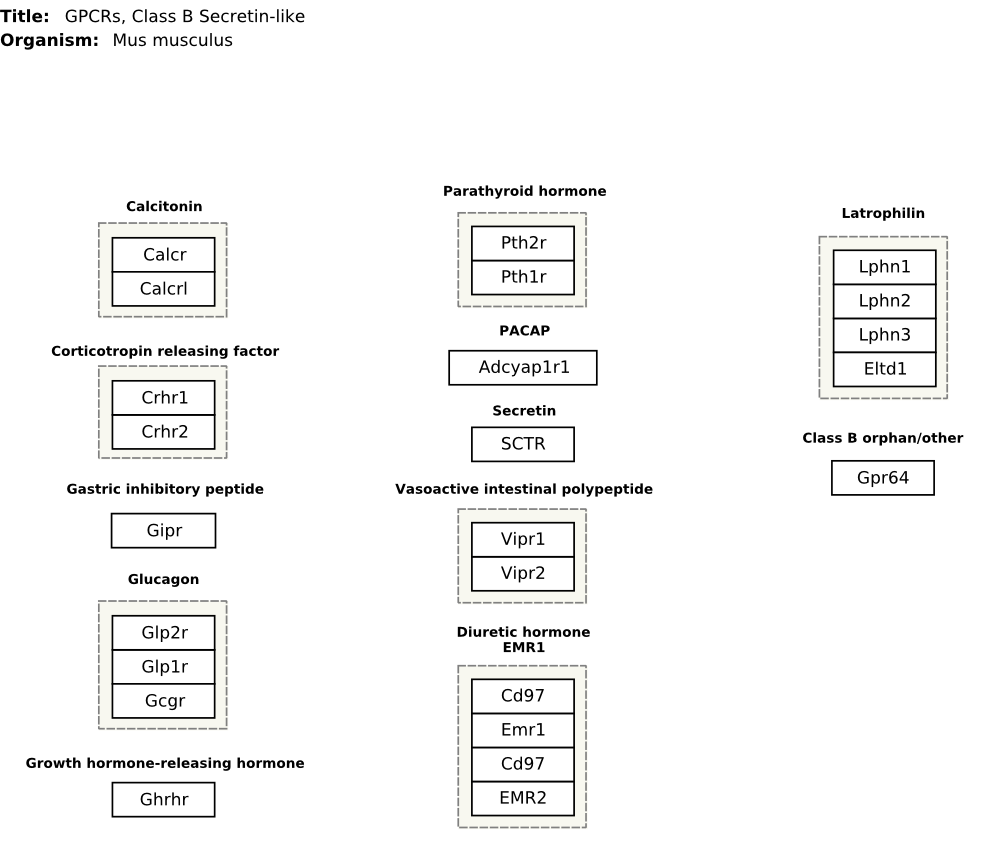 Title: GPCRs, Class B Secretin-like
Organism: Mus musculus
Calcitonin
Calcr
Calcrl
Corticotropin releasing factor
Crhr1
Crhr2
Gastric inhibitory peptide
Gipr
Glucagon
Glp2r
Glp1r
Gcgr
Growth hormone-releasing hormone
Ghrhr
Parathyroid hormone
Pth2r
Pth1r
PACAP
Adcyap1r1
Secretin
SCTR
Vasoactive intestinal polypeptide
Vipr1
Vipr2
Diuretic hormone
EMR1
Cd97
Emr1
Cd97
EMR2
Latrophilin
Lphn1
Lphn2
Lphn3
Eltd1
Class B orphan/other
Gpr64